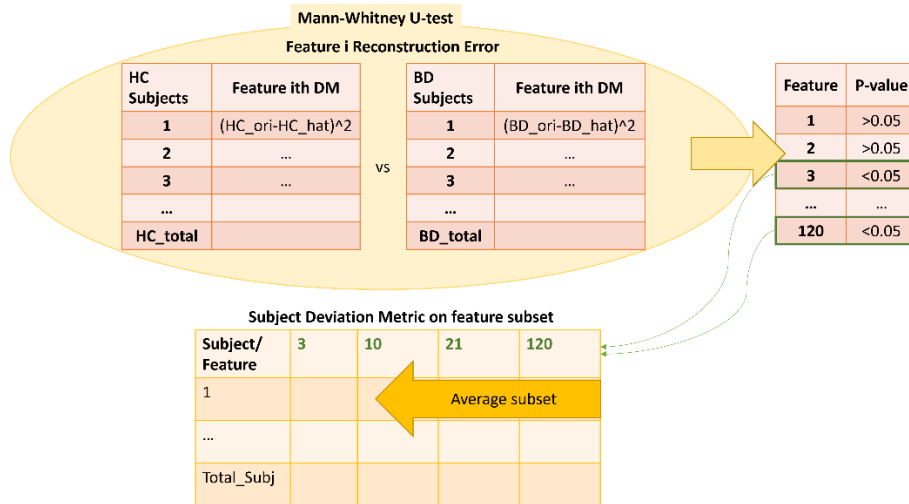 Mann-Whitney U-test
Feature i Reconstruction Error
HC Subjects Feature ith DM
1 (HC_ori-HC_hat)^2
2 ...
3 ...
...
HC_total
vs
BD Subjects Feature ith DM
1 (BD_ori-BD_hat)^2
2 ...
3 ...
...
BD_total
Feature P-value
1 >0.05
2 >0.05
3 <0.05
... ...
120 <0.05
Subject Deviation Metric on feature subset
Subject/ Feature 3 10 21 120
1
Average subset
...
Total_Subj